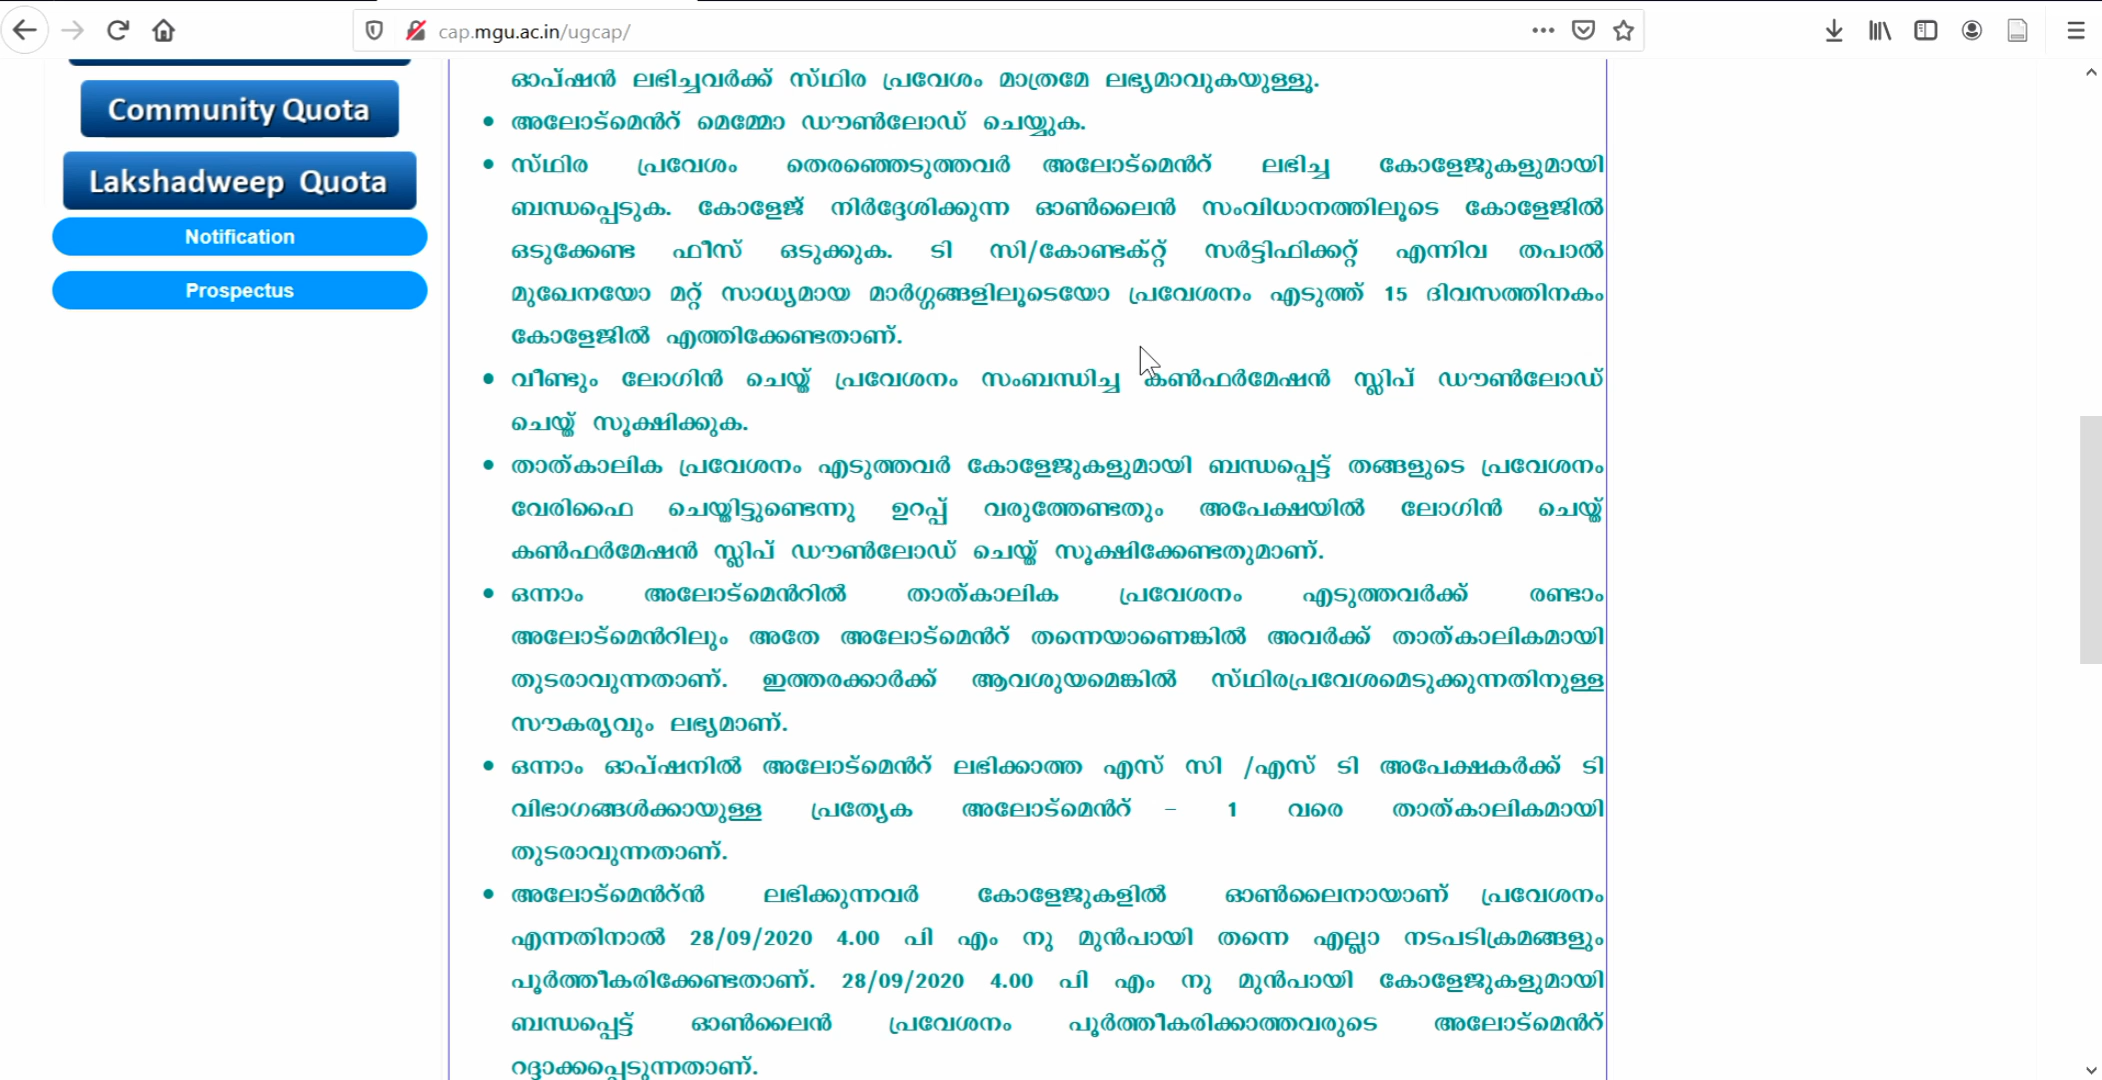 cap.mgu.ac.in/ugcap/
Community Quota
Lakshadweep Quota
Notification
Prospectus
ഓപ്ഷൻ ലഭിച്ചവർക്ക് സ്ഥിര പ്രവേശം മാത്രമേ ലഭ്യമാവുകയുള്ളൂ.
• അലോട്മെൻറ് മെമ്മോ ഡൗൺലോഡ് ചെയ്യുക.
• സ്ഥിര പ്രവേശം തെരഞ്ഞെടുത്തവർ അലോട്മെൻറ് ലഭിച്ച കോളേജുകളുമായി
ബന്ധപ്പെടുക. കോളേജ് നിർദ്ദേശിക്കുന്ന ഓൺലൈൻ സംവിധാനത്തിലൂടെ കോളേജിൽ
ഒടുക്കേണ്ട ഫീസ് ഒടുക്കുക. ടി സി/കോണ്ടക്റ്റ് സർട്ടിഫിക്കറ്റ് എന്നിവ തപാൽ
മുഖേനയോ മറ്റ് സാധ്യമായ മാർഗ്ഗങ്ങളിലൂടെയോ പ്രവേശനം എടുത്ത് 15 ദിവസത്തിനകം
കോളേജിൽ എത്തിക്കേണ്ടതാണ്.
• വീണ്ടും ലോഗിൻ ചെയ്ത് പ്രവേശനം സംബന്ധിച്ച കൺഫർമേഷൻ സ്ലിപ് ഡൗൺലോഡ്
ചെയ്ത് സൂക്ഷിക്കുക.
• താത്കാലിക പ്രവേശനം എടുത്തവർ കോളേജുകളുമായി ബന്ധപ്പെട്ട് തങ്ങളുടെ പ്രവേശനം
വേരിഫൈ ചെയ്തിട്ടുണ്ടെന്നു ഉറപ്പ് വരുത്തേണ്ടതും അപേക്ഷയിൽ ലോഗിൻ ചെയ്ത്
കൺഫർമേഷൻ സ്ലിപ് ഡൗൺലോഡ് ചെയ്ത് സൂക്ഷിക്കേണ്ടതുമാണ്.
• ഒന്നാം അലോട്മെൻറിൽ താത്കാലിക പ്രവേശനം എടുത്തവർക്ക് രണ്ടാം
അലോട്മെൻറിലും അതേ അലോട്മെൻറ് തന്നെയാണെങ്കിൽ അവർക്ക് താത്കാലികമായി
തുടരാവുന്നതാണ്. ഇത്തരക്കാർക്ക് ആവശുയമെങ്കിൽ സ്ഥിരപ്രവേശമെടുക്കുന്നതിനുള്ള
സൗകര്യവും ലഭ്യമാണ്.
• ഒന്നാം ഓപ്ഷനിൽ അലോട്മെൻറ് ലഭിക്കാത്ത എസ് സി /എസ് ടി അപേക്ഷകർക്ക് ടി
വിഭാഗങ്ങൾക്കായുള്ള പ്രത്യേക അലോട്മെൻറ് – 1 വരെ താത്കാലികമായി
തുടരാവുന്നതാണ്.
• അലോട്മെൻറ്ൻ ലഭിക്കുന്നവർ കോളേജുകളിൽ ഓൺലൈനായാണ് പ്രവേശനം
എന്നതിനാൽ 28/09/2020 4.00 പി എം നു മുൻപായി തന്നെ എല്ലാ നടപടിക്രമങ്ങളും
പൂർത്തീകരിക്കേണ്ടതാണ്. 28/09/2020 4.00 പി എം നു മുൻപായി കോളേജുകളുമായി
ബന്ധപ്പെട്ട് ഓൺലൈൻ പ്രവേശനം പൂർത്തീകരിക്കാത്തവരുടെ അലോട്മെൻറ്
റദ്ദാക്കപ്പെടുന്നതാണ്.